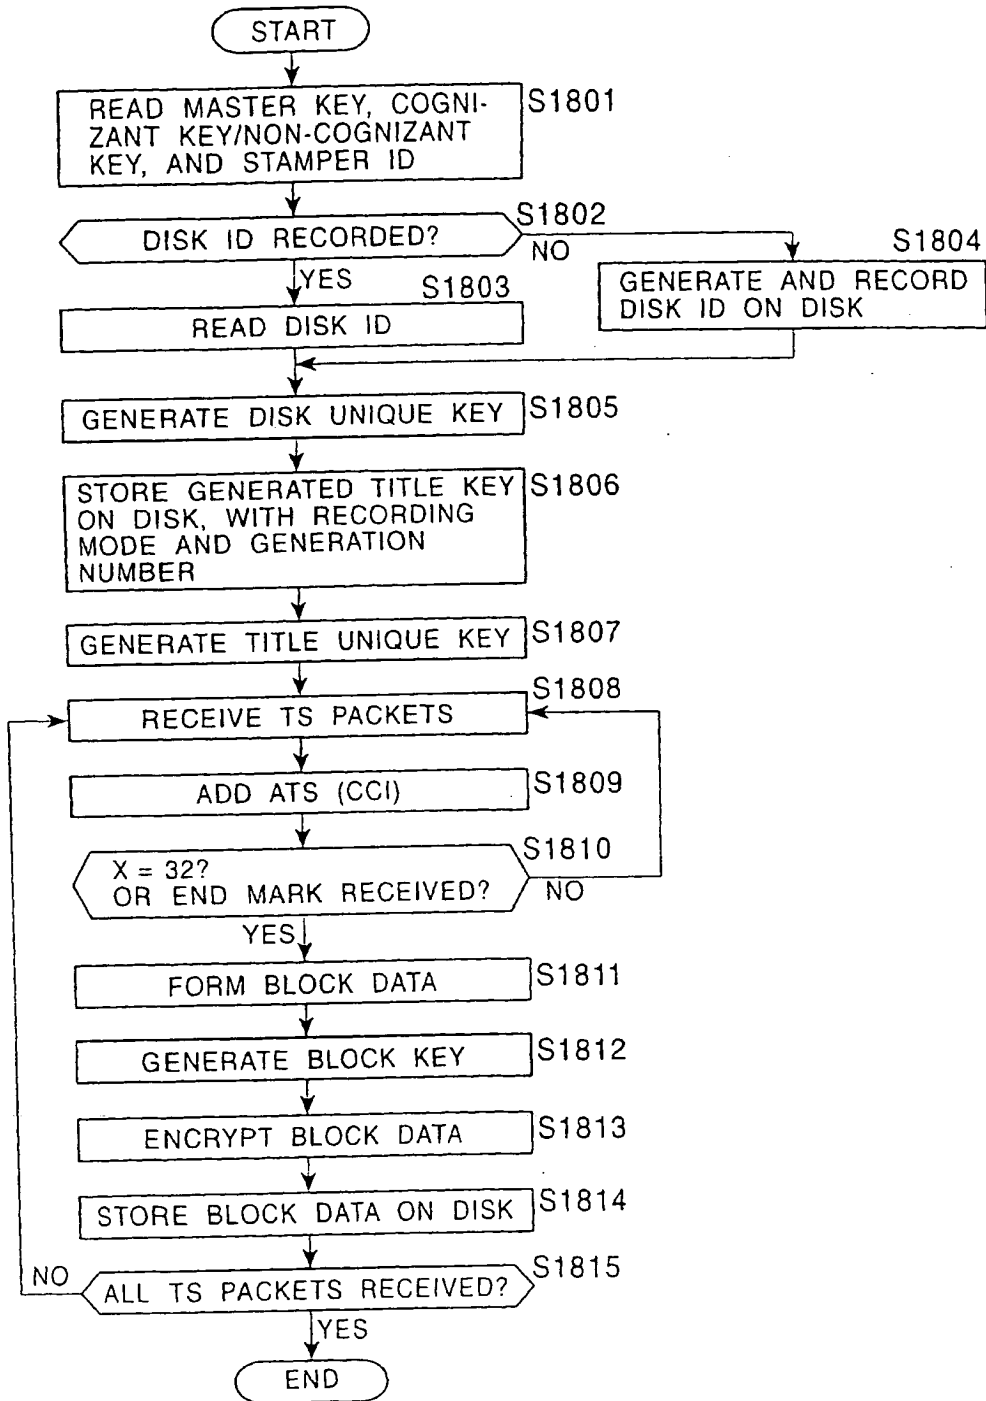 START
READ MASTER KEY, COGNI-
ZANT KEY/NON-COGNIZANT
KEY, AND STAMPER ID
S1801
DISK ID RECORDED?
S1802
NO
YES
S1803
READ DISK ID
S1804
GENERATE AND RECORD
DISK ID ON DISK
GENERATE DISK UNIQUE KEY
S1805
STORE GENERATED TITLE KEY
ON DISK, WITH RECORDING
MODE AND GENERATION
NUMBER
S1806
GENERATE TITLE UNIQUE KEY
S1807
S1808
RECEIVE TS PACKETS
ADD ATS (CCI)
S1809
S1810
X = 32?
OR END MARK RECEIVED?
NO
YES
FORM BLOCK DATA
S1811
GENERATE BLOCK KEY
S1812
ENCRYPT BLOCK DATA
S1813
STORE BLOCK DATA ON DISK
S1814
S1815
NO
ALL TS PACKETS RECEIVED?
YES
END